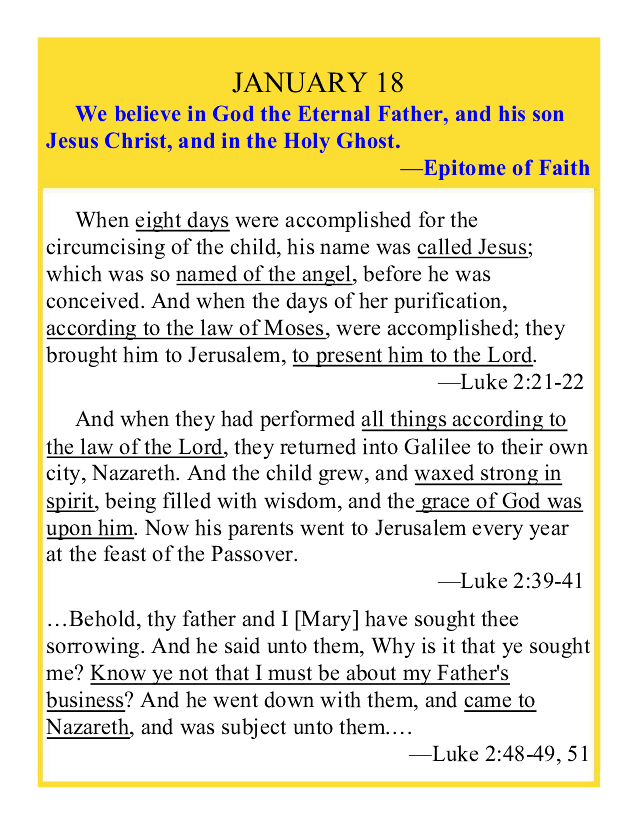 JANUARY 18
We believe in God the Eternal Father, and his son
Jesus Christ, and in the Holy Ghost.
—Epitome of Faith
When eight days were accomplished for the
circumcising of the child, his name was called Jesus;
which was so named of the angel, before he was
conceived. And when the days of her purification,
according to the law of Moses, were accomplished; they
brought him to Jerusalem, to present him to the Lord.
—Luke 2:21-22
And when they had performed all things according to
the law of the Lord, they returned into Galilee to their own
city, Nazareth. And the child grew, and waxed strong in
spirit, being filled with wisdom, and the grace of God was
upon him. Now his parents went to Jerusalem every year
at the feast of the Passover.
—Luke 2:39-41
…Behold, thy father and I [Mary] have sought thee
sorrowing. And he said unto them, Why is it that ye sought
me? Know ye not that I must be about my Father's
business? And he went down with them, and came to
Nazareth, and was subject unto them.…
—Luke 2:48-49, 51